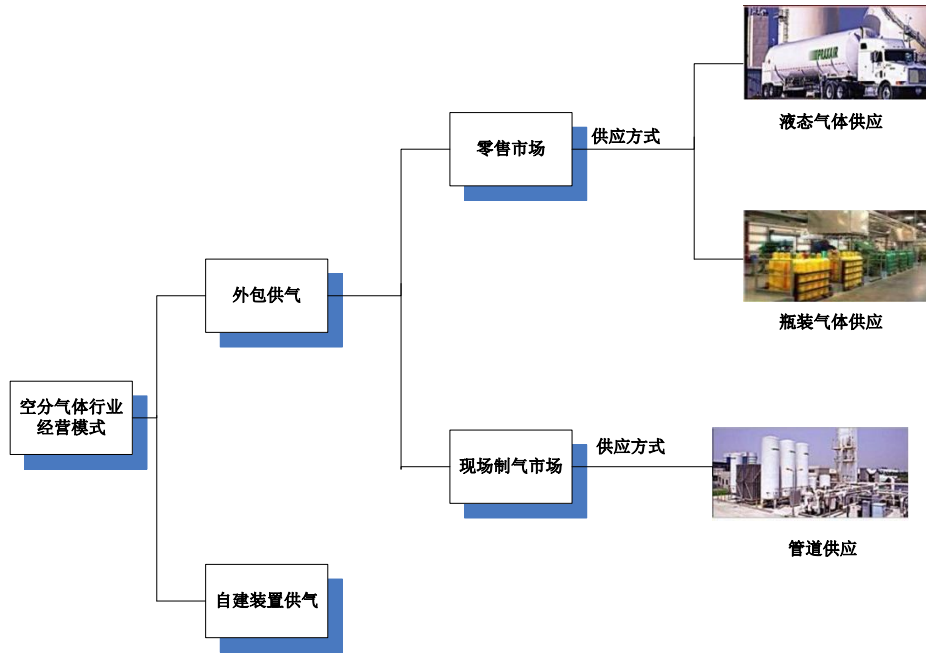 PRAXAIR
液态气体供应
零售市场
供应方式
瓶装气体供应
外包供气
空分气体行业
经营模式
现场制气市场
供应方式
管道供应
自建装置供气